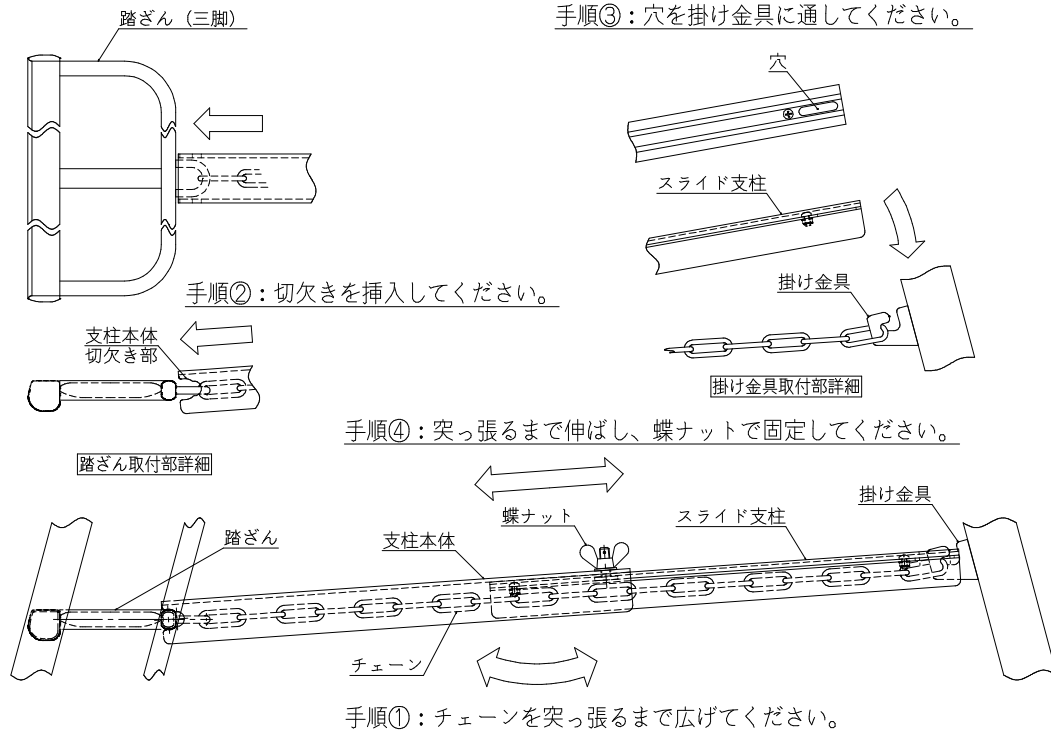 踏ざん（三脚）
手順③：穴を掛け金具に通してください。
穴
スライド支柱
掛け金具
手順②：切欠きを挿入してください。
支柱本体
切欠き部
掛け金具取付部詳細
手順④：突っ張るまで伸ばし、蝶ナットで固定してください。
踏ざん取付部詳細
掛け金具
蝶ナット
スライド支柱
踏ざん
支柱本体
チェーン
手順①：チェーンを突っ張るまで広げてください。